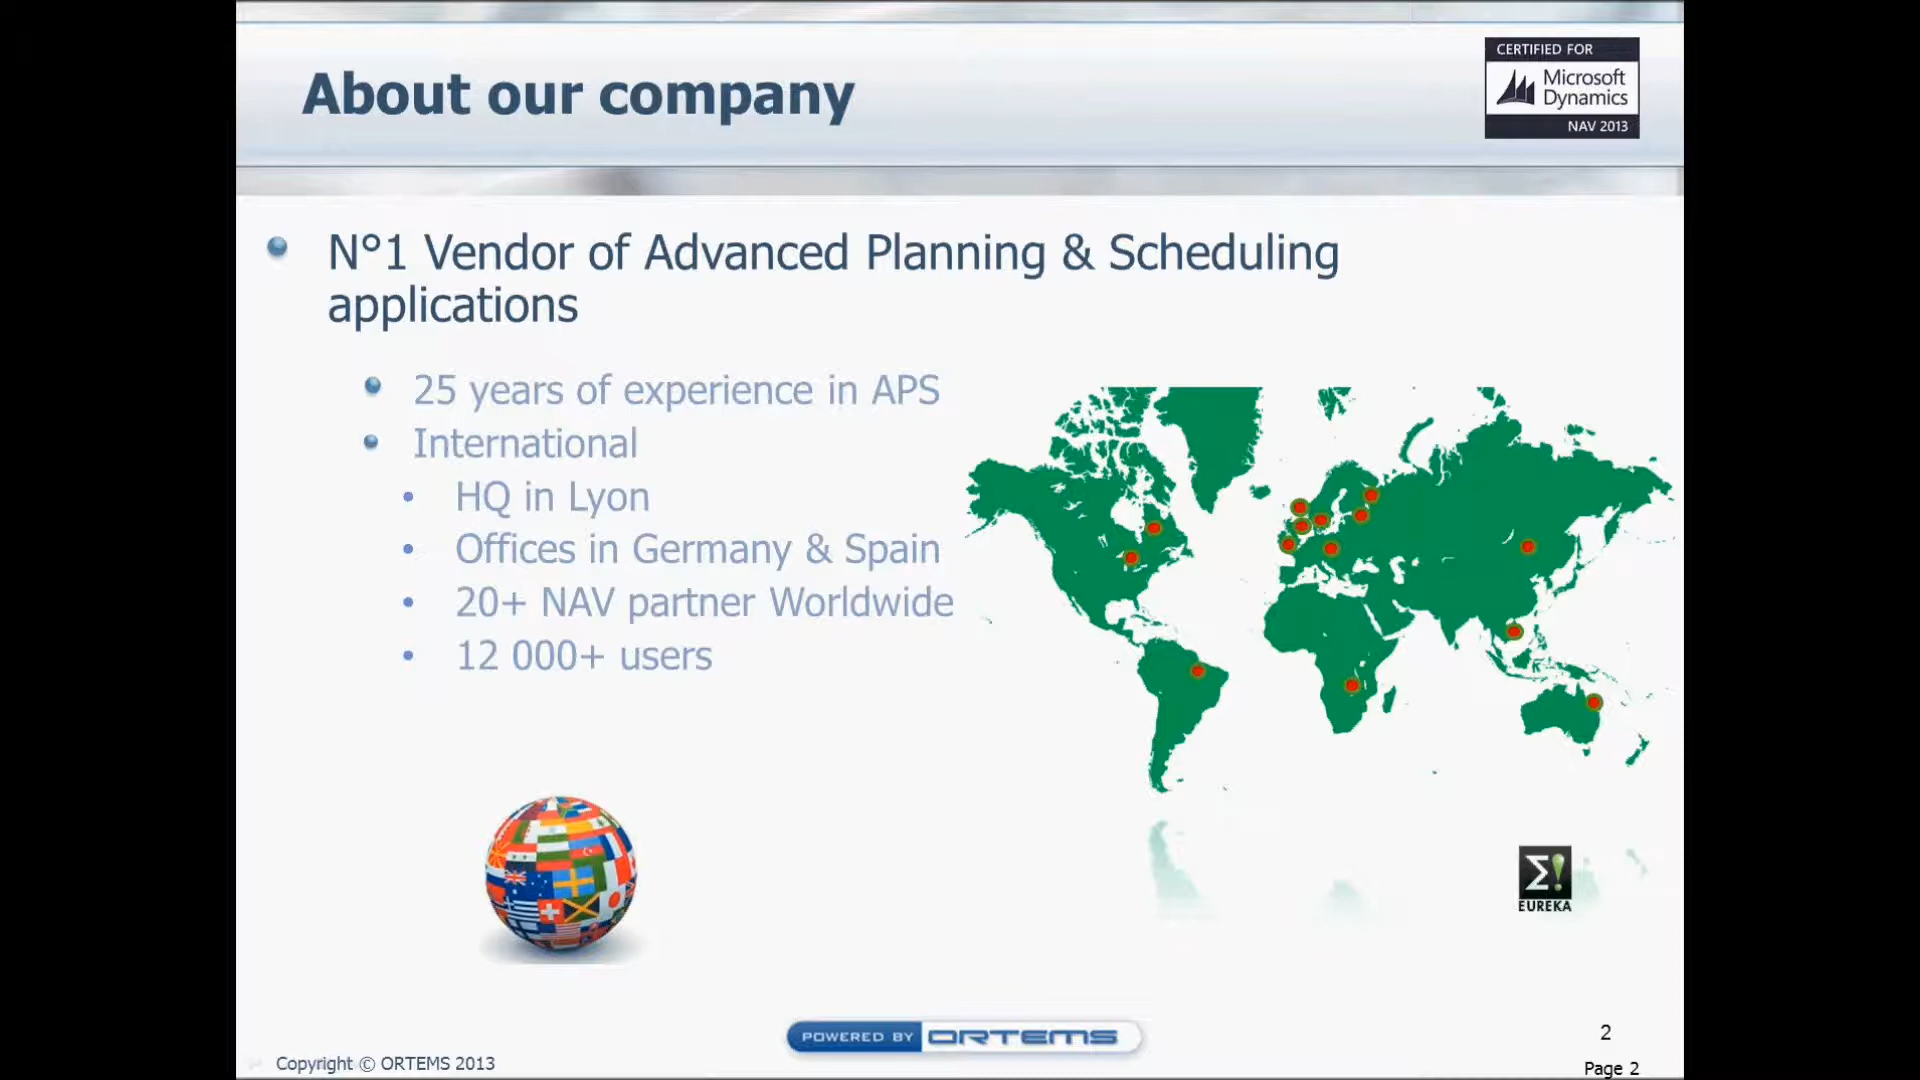 About our company
CERTIFIED FOR
Microsoft
Dynamics
NAV 2013
N°1 Vendor of Advanced Planning & Scheduling
applications
25 years of experience in APS
International
HQ in Lyon
Offices in Germany & Spain
20+ NAV partner Worldwide
12 000+ users
Σ!
EUREKA
POWERED BY ORTEMS
2
Copyright © ORTEMS 2013
Page 2